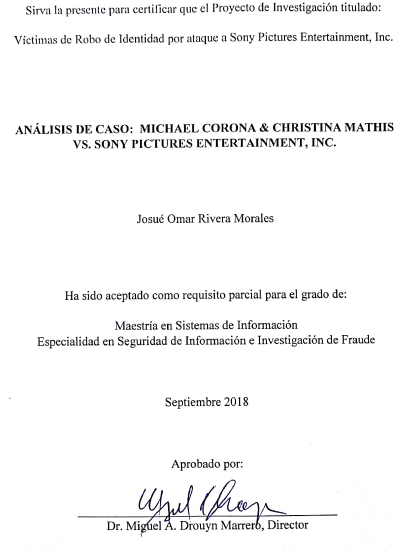 Sirva la presente para certificar que el Proyecto de Investigación titulado:
Víctimas de Robo de Identidad por ataque a Sony Pictures Entertainment, Inc.
ANÁLISIS DE CASO: MICHAEL CORONA & CHRISTINA MATHIS
VS. SONY PICTURES ENTERTAINMENT, INC.
Josué Omar Rivera Morales
Ha sido aceptado como requisito parcial para el grado de:
Maestría en Sistemas de Información
Especialidad en Seguridad de Información e Investigación de Fraude
Septiembre 2018
Aprobado por:
Dr. Miguel A. Drouyn Marrero, Director